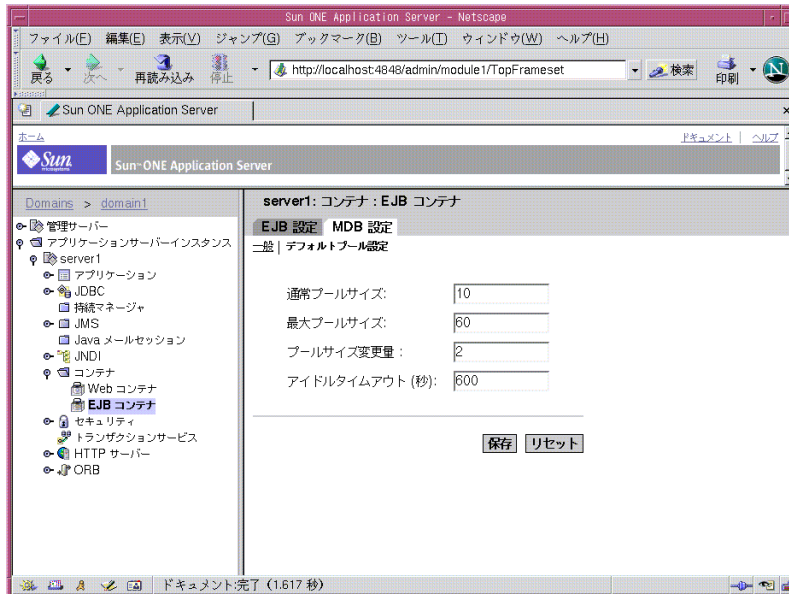 Sun ONE Application Server - Netscape
ファイル(F) 編集(E) 表示(V) ジャンプ(G) ブックマーク(B) ツール(T) ウィンドウ(W) ヘルプ(H)
戻る 次へ 再読み込み 停止 http://localhost:4848/admin/module1/TopFrameset 検索 印刷 N
Sun ONE Application Server
ホーム ドキュメント | ヘルプ
Sun microsystems Sun ONE Application Server
Domains > domain1
管理サーバー
アプリケーションサーバーインスタンス
server1
アプリケーション
JDBC
持続マネージャ
JMS
Java メールセッション
JNDI
コンテナ
Web コンテナ
EJB コンテナ
セキュリティ
トランザクションサービス
HTTP サーバー
ORB
server1: コンテナ : EJB コンテナ
EJB 設定 MDB 設定
一般 | デフォルトプール設定
通常プールサイズ: 10
最大プールサイズ: 60
プールサイズ変更量 : 2
アイドルタイムアウト (秒): 600
保存 リセット
ドキュメント:完了 (1.617 秒)